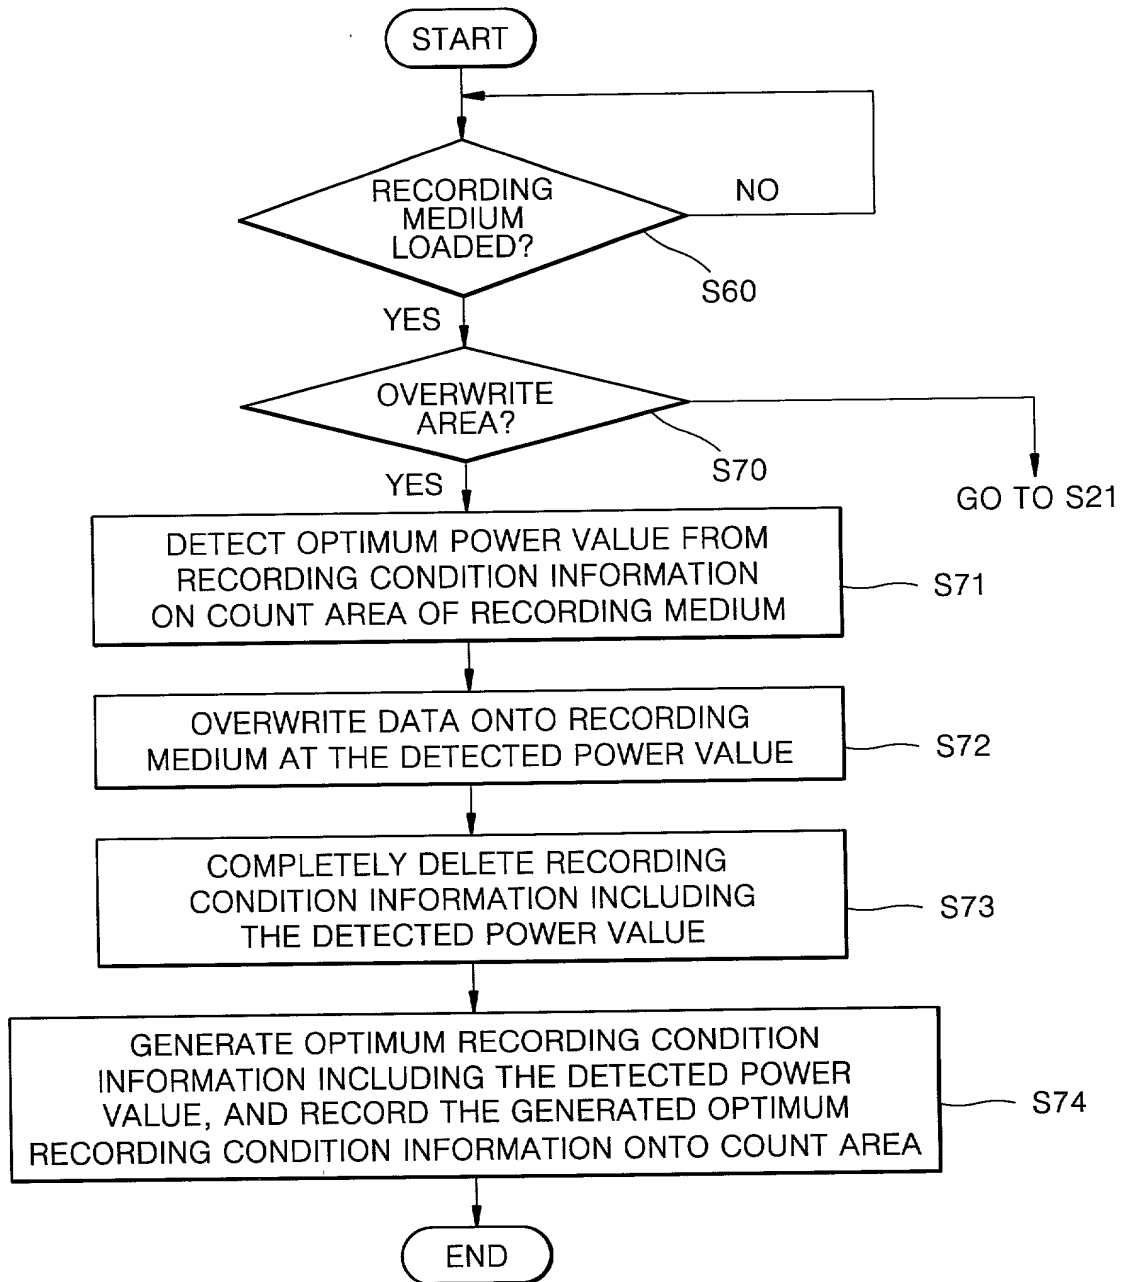 START
RECORDING
MEDIUM
LOADED?
NO
S60
YES
OVERWRITE
AREA?
S70
YES
GO TO S21
DETECT OPTIMUM POWER VALUE FROM
RECORDING CONDITION INFORMATION
ON COUNT AREA OF RECORDING MEDIUM
S71
OVERWRITE DATA ONTO RECORDING
MEDIUM AT THE DETECTED POWER VALUE
S72
COMPLETELY DELETE RECORDING
CONDITION INFORMATION INCLUDING
THE DETECTED POWER VALUE
S73
GENERATE OPTIMUM RECORDING CONDITION
INFORMATION INCLUDING THE DETECTED POWER
VALUE, AND RECORD THE GENERATED OPTIMUM
RECORDING CONDITION INFORMATION ONTO COUNT AREA
S74
END